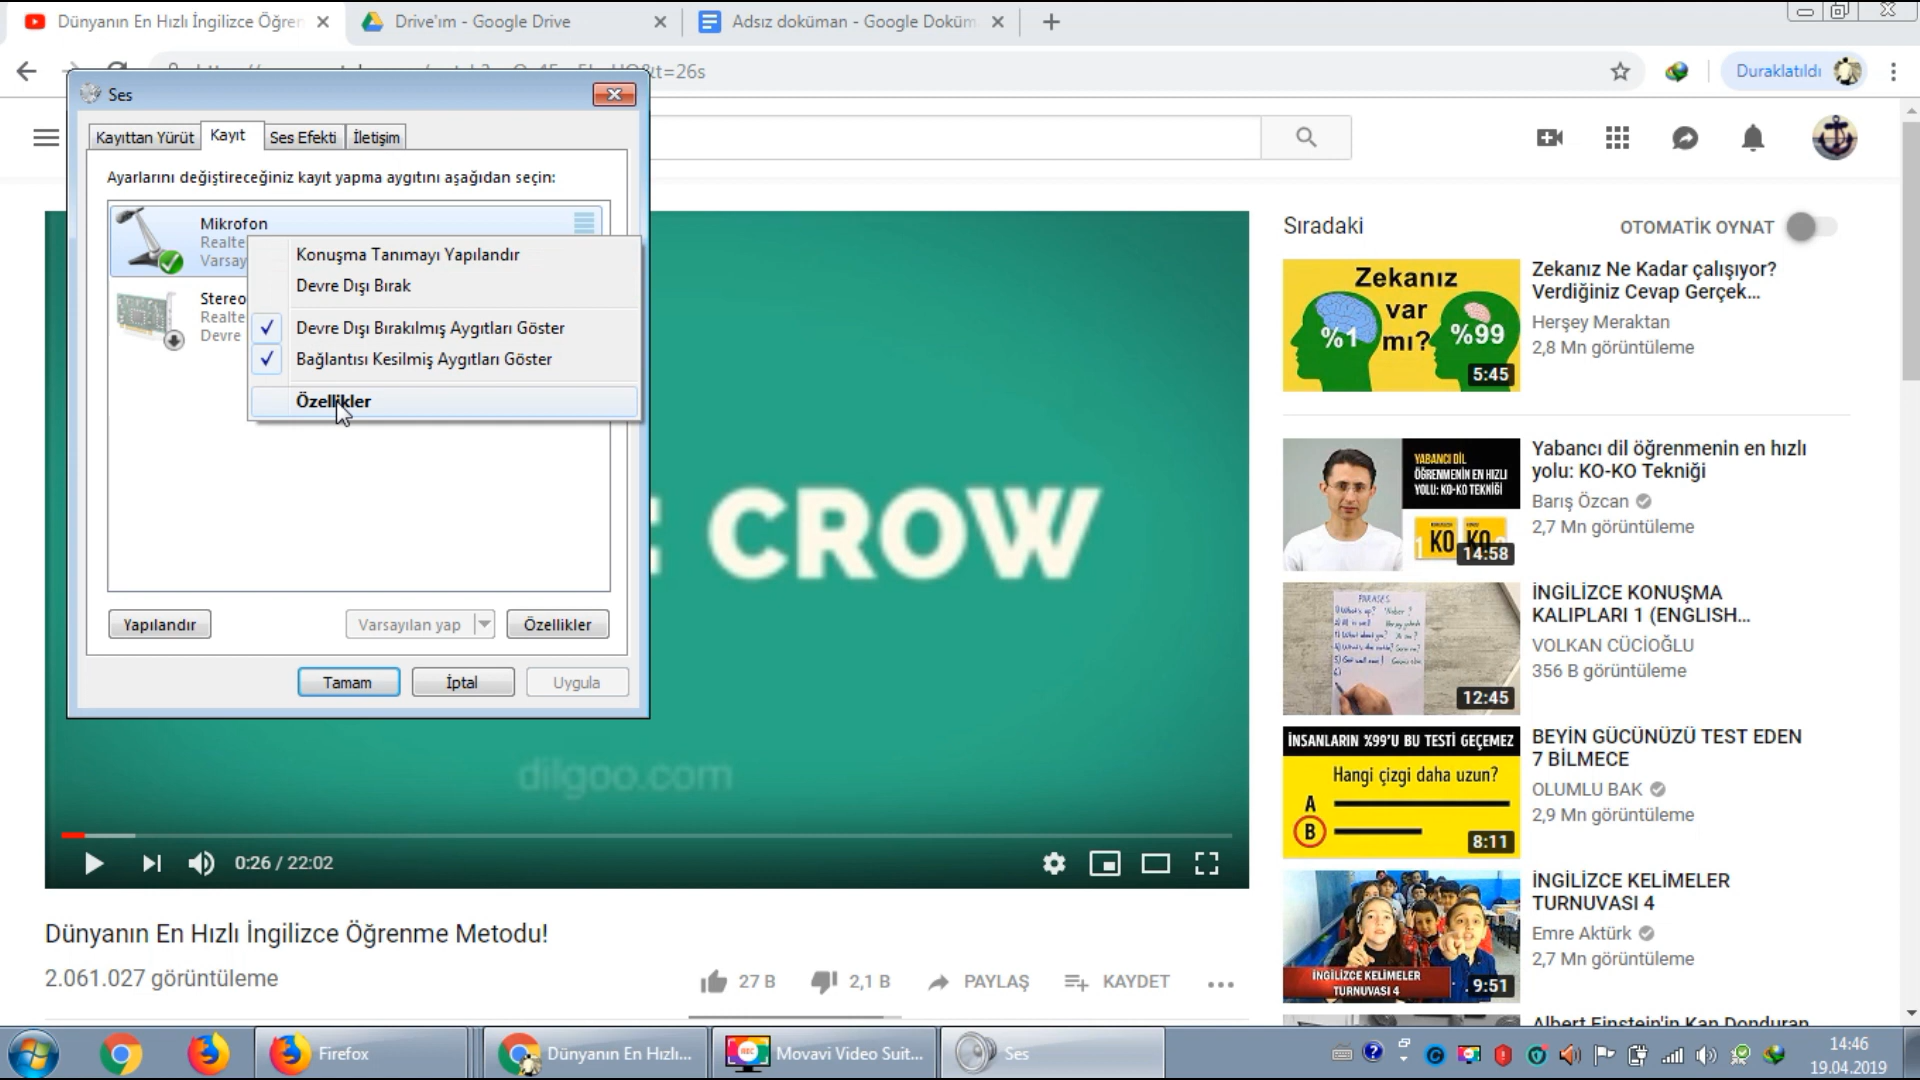 Dünyanın En Hızlı İngilizce Öğren
Drive'ım - Google Drive
Adsız doküman - Google Doküm
t=26s
Duraklatıldı
Ses
Kayıttan Yürüt
Kayıt
Ses Efekti
İletişim
Ayarlarını değiştireceğiniz kayıt yapma aygıtını aşağıdan seçin:
Mikrofon
Realte
Varsay
Stereo
Realte
Devre
Konuşma Tanımayı Yapılandır
Devre Dışı Bırak
Devre Dışı Bırakılmış Aygıtları Göster
Bağlantısı Kesilmiş Aygıtları Göster
Özellikler
Yapılandır
Varsayılan yap
Özellikler
Tamam
İptal
Uygula
CROW
dilgoo.com
0:26 / 22:02
Dünyanın En Hızlı İngilizce Öğrenme Metodu!
2.061.027 görüntüleme
27 B
2,1 B
PAYLAŞ
KAYDET
Sıradaki
OTOMATİK OYNAT
Zekanız
var
mı?
%1
%99
5:45
Zekanız Ne Kadar çalışıyor?
Verdiğiniz Cevap Gerçek...
Herşey Meraktan
2,8 Mn görüntüleme
YABANCI DİL
ÖĞRENMENİN EN HIZLI
YOLU: KO-KO TEKNİĞİ
KO KO
14:58
Yabancı dil öğrenmenin en hızlı
yolu: KO-KO Tekniği
Barış Özcan
2,7 Mn görüntüleme
PHRASES
12:45
İNGİLİZCE KONUŞMA
KALIPLARI 1 (ENGLISH...
VOLKAN CÜCİOĞLU
356 B görüntüleme
İNSANLARIN %99'U BU TESTİ GEÇEMEZ
Hangi çizgi daha uzun?
A
B
8:11
BEYİN GÜCÜNÜZÜ TEST EDEN
7 BİLMECE
OLUMLU BAK
2,9 Mn görüntüleme
İNGİLİZCE KELİMELER
TURNUVASI 4
9:51
İNGİLİZCE KELİMELER
TURNUVASI 4
Emre Aktürk
2,7 Mn görüntüleme
Albert Einstein'in Kan Donduran
Firefox
Dünyanın En Hızlı...
REC
Movavi Video Suit...
Ses
14:46
19.04.2019